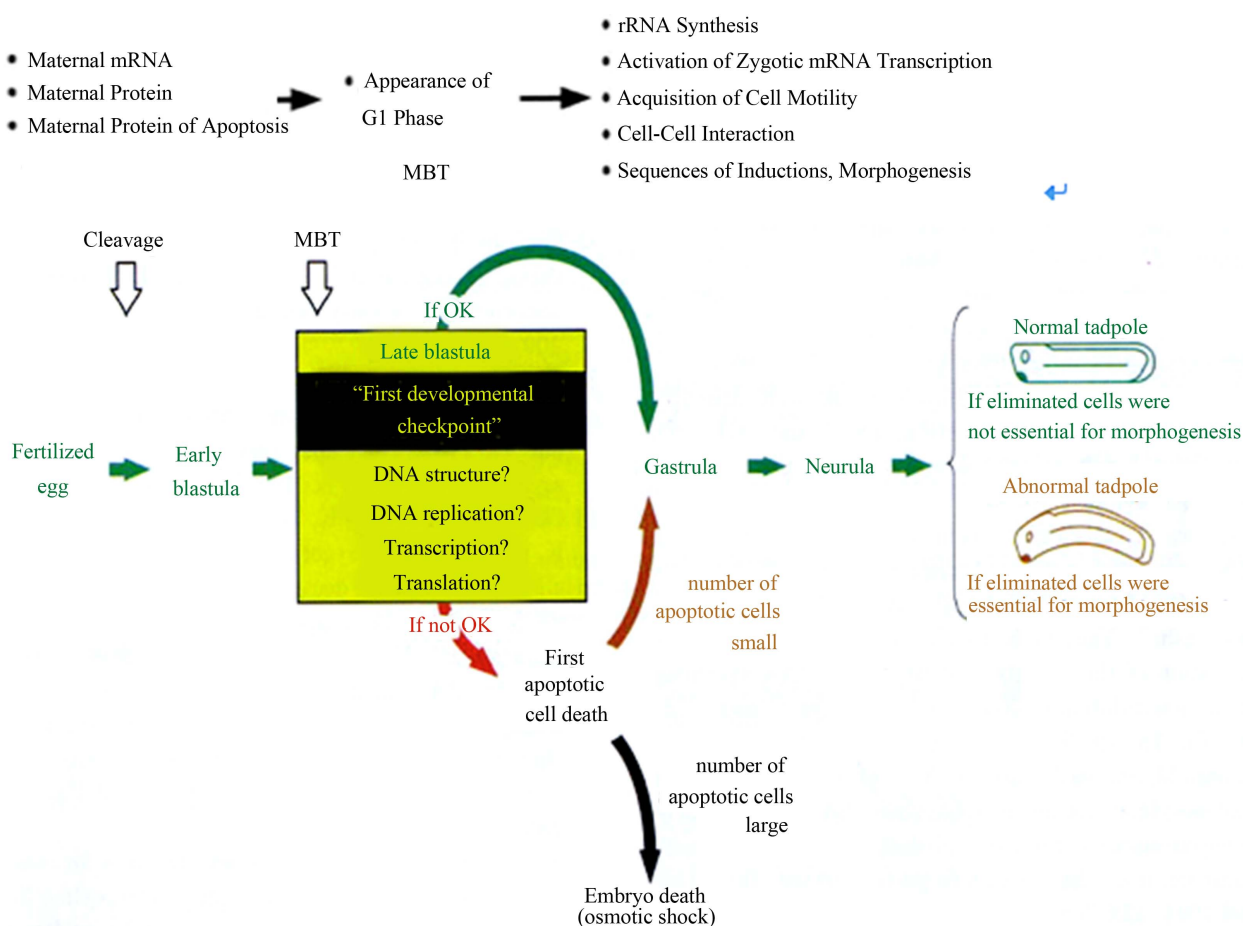 • Maternal mRNA
• Maternal Protein
• Maternal Protein of Apoptosis
• Appearance of
G1 Phase
MBT
• rRNA Synthesis
• Activation of Zygotic mRNA Transcription
• Acquisition of Cell Motility
• Cell-Cell Interaction
• Sequences of Inductions, Morphogenesis
Cleavage
MBT
If OK
Late blastula
“First developmental
checkpoint”
DNA structure?
DNA replication?
Transcription?
Translation?
If not OK
Fertilized
egg
Early
blastula
Gastrula
Neurula
Normal tadpole
If eliminated cells were
not essential for morphogenesis
Abnormal tadpole
If eliminated cells were
essential for morphogenesis
number of
apoptotic cells
small
First
apoptotic
cell death
number of
apoptotic cells
large
Embryo death
(osmotic shock)